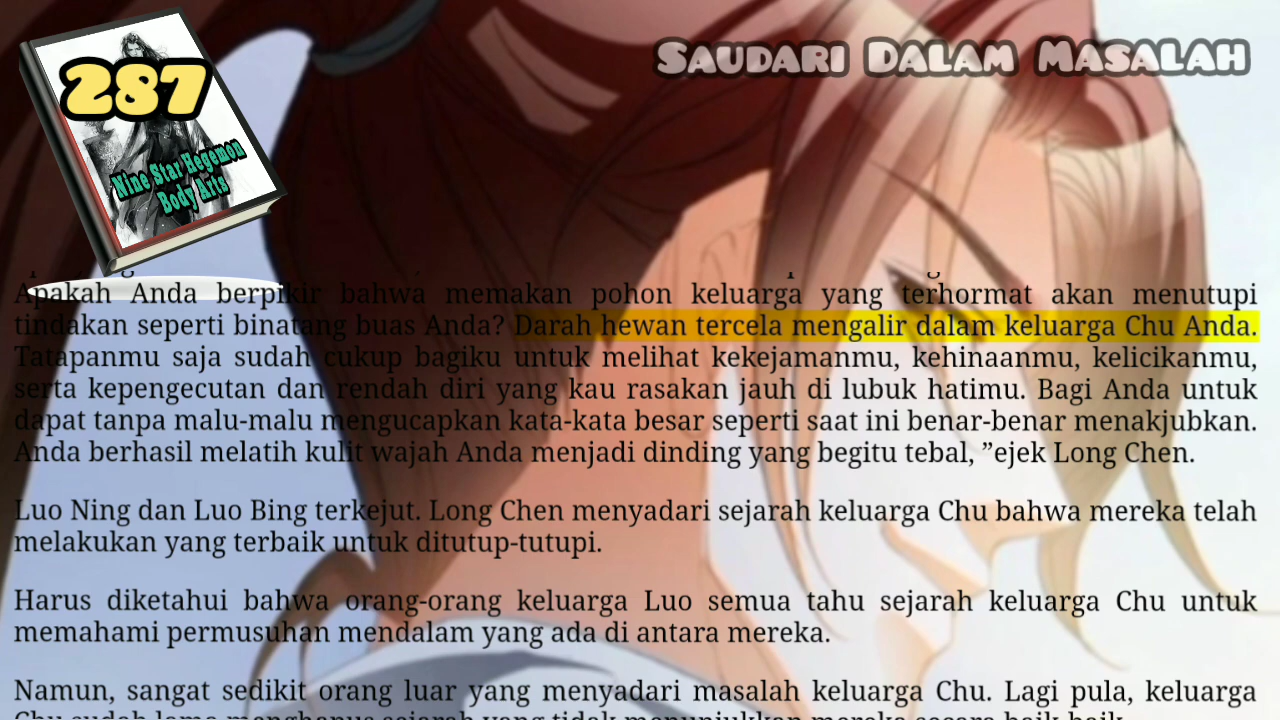 287
Nine Star Hegemon
Body Arts
Saudari Dalam Masalah
Apakah Anda berpikir bahwa memakan pohon keluarga yang terhormat akan menutupi
tindakan seperti binatang buas Anda? Darah hewan tercela mengalir dalam keluarga Chu Anda.
Tatapanmu saja sudah cukup bagiku untuk melihat kekejamanmu, kehinaanmu, kelicikanmu,
serta kepengecutan dan rendah diri yang kau rasakan jauh di lubuk hatimu. Bagi Anda untuk
dapat tanpa malu-malu mengucapkan kata-kata besar seperti saat ini benar-benar menakjubkan.
Anda berhasil melatih kulit wajah Anda menjadi dinding yang begitu tebal, ”ejek Long Chen.
Luo Ning dan Luo Bing terkejut. Long Chen menyadari sejarah keluarga Chu bahwa mereka telah
melakukan yang terbaik untuk ditutup-tutupi.
Harus diketahui bahwa orang-orang keluarga Luo semua tahu sejarah keluarga Chu untuk
memahami permusuhan mendalam yang ada di antara mereka.
Namun, sangat sedikit orang luar yang menyadari masalah keluarga Chu. Lagi pula, keluarga